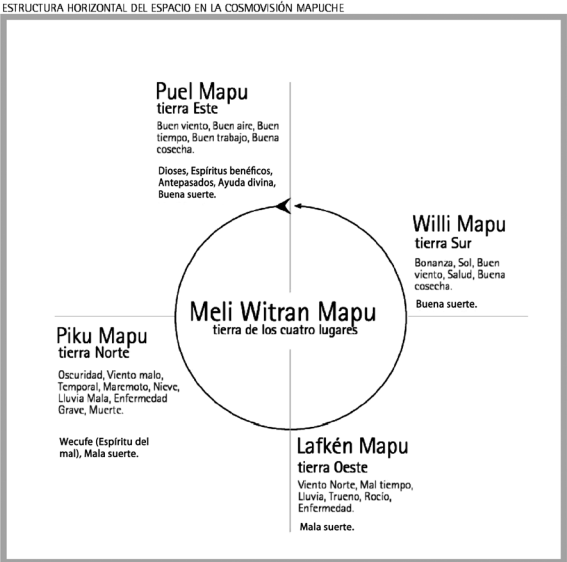 ESTRUCTURA HORIZONTAL DEL ESPACIO EN LA COSMOVISIÓN MAPUCHE
Puel Mapu
tierra Este
Buen viento, Buen aire, Buen
tiempo, Buen trabajo, Buena
cosecha.
Dioses, Espíritus benéficos,
Antepasados, Ayuda divina,
Buena suerte.
Willi Mapu
tierra Sur
Bonanza, Sol, Buen
viento, Salud, Buena
cosecha.
Buena suerte.
Meli Witran Mapu
tierra de los cuatro lugares
Piku Mapu
tierra Norte
Oscuridad, Viento malo,
Temporal, Maremoto, Nieve,
Lluvia Mala, Enfermedad
Grave, Muerte.
Wecufe (Espíritu del
mal), Mala suerte.
Lafkén Mapu
tierra Oeste
Viento Norte, Mal tiempo,
Lluvia, Trueno, Rocío,
Enfermedad.
Mala suerte.